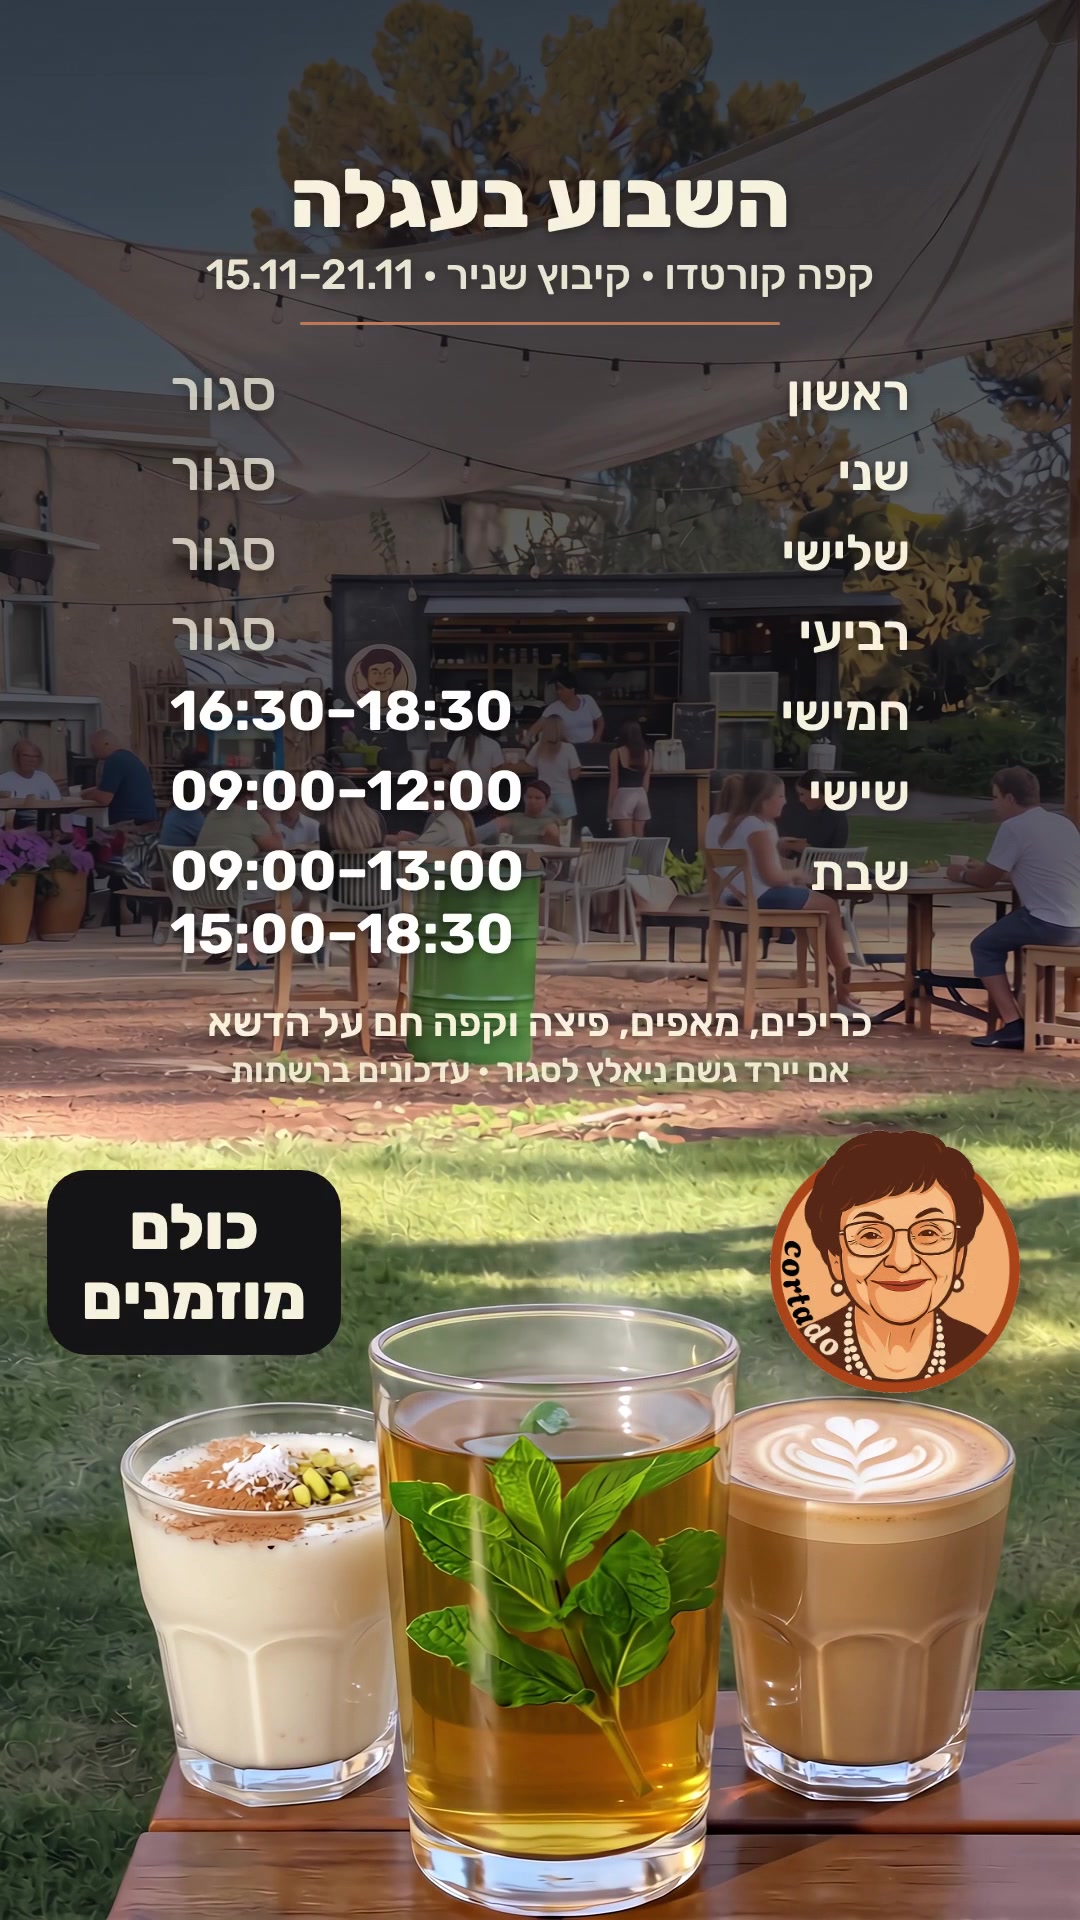 השבוע בעגלה
קפה קורטדו • קיבוץ שניר • 15.11–21.11
ראשון סגור
שני סגור
שלישי סגור
רביעי סגור
חמישי 16:30–18:30
שישי 09:00–12:00
שבת 09:00–13:00
15:00–18:30
כריכים, מאפים, פיצה וקפה חם על הדשא
אם יירד גשם ניאלץ לסגור • עדכונים ברשתות
כולם
מוזמנים
cortado